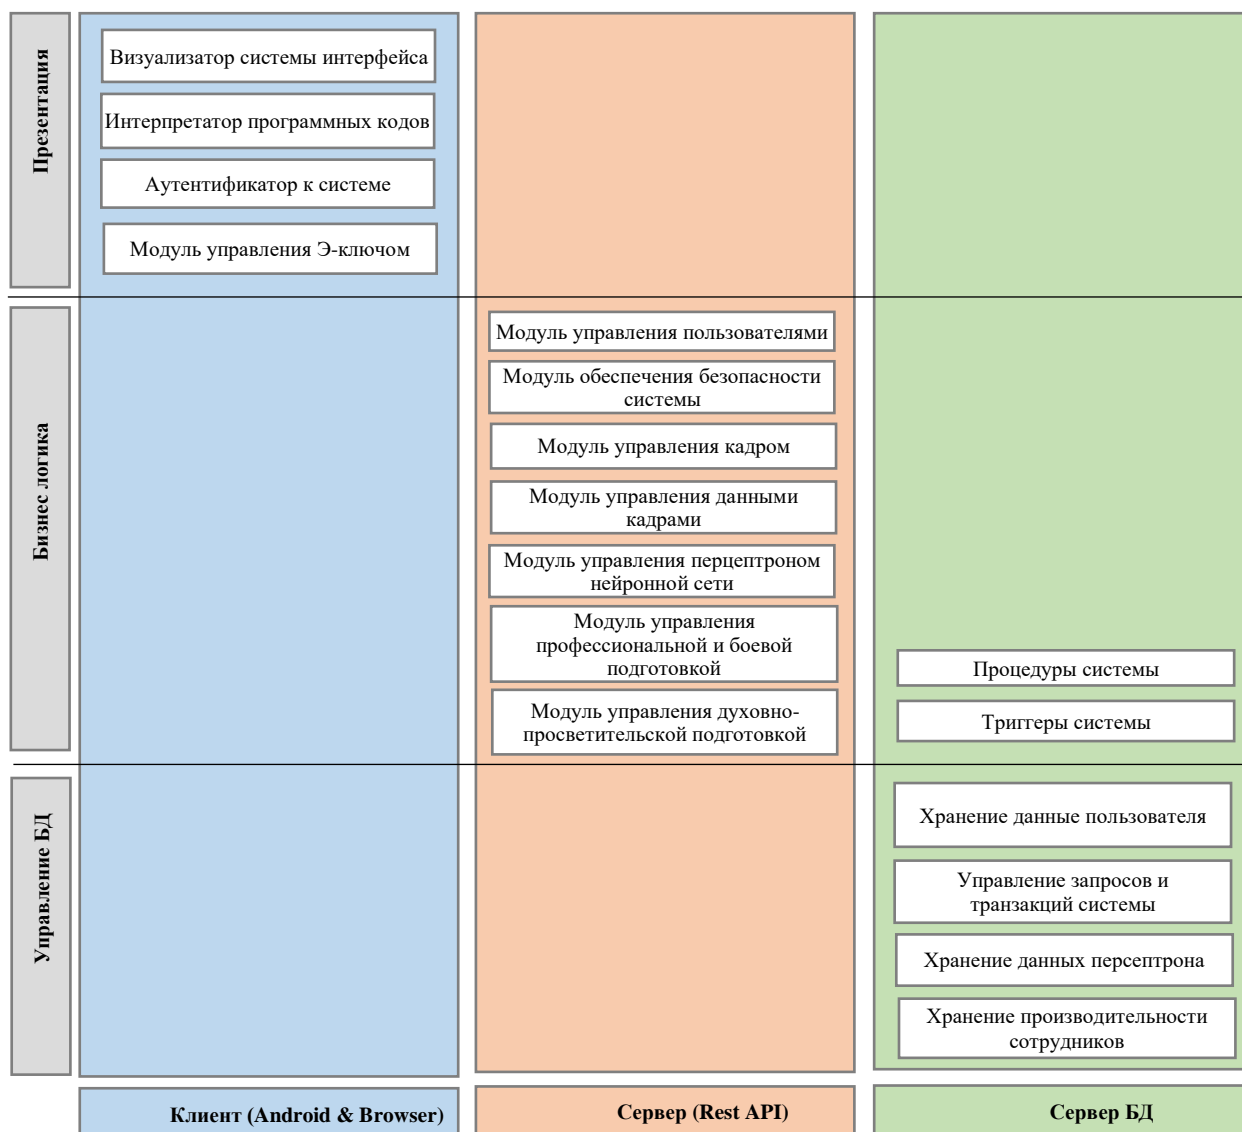 Презентация
Визуализатор системы интерфейса
Интерпретатор программных кодов
Аутентификатор к системе
Модуль управления Э-ключом
Бизнес логика
Модуль управления пользователями
Модуль обеспечения безопасности
системы
Модуль управления кадром
Модуль управления данными
кадрами
Модуль управления перцептроном
нейронной сети
Модуль управления
профессиональной и боевой
подготовкой
Модуль управления духовно-
просветительской подготовкой
Процедуры системы
Триггеры системы
Управление БД
Хранение данные пользователя
Управление запросов и
транзакций системы
Хранение данных персептрона
Хранение производительности
сотрудников
Клиент (Android & Browser)
Сервер (Rest API)
Сервер БД